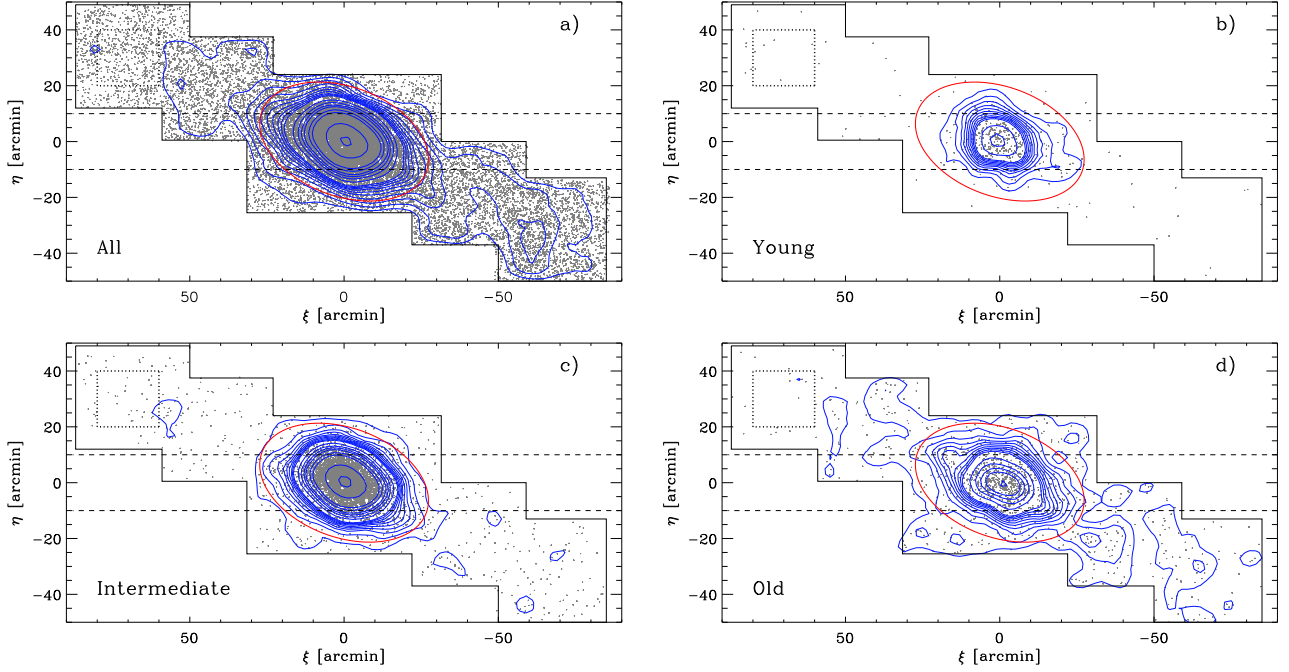 a)
b)
40
20
0
−20
−40
η [arcmin]
All
50
0
−50
ξ [arcmin]
40
20
0
−20
−40
η [arcmin]
Young
50
0
−50
ξ [arcmin]
c)
d)
40
20
0
−20
−40
η [arcmin]
Intermediate
50
0
−50
ξ [arcmin]
40
20
0
−20
−40
η [arcmin]
Old
50
0
−50
ξ [arcmin]